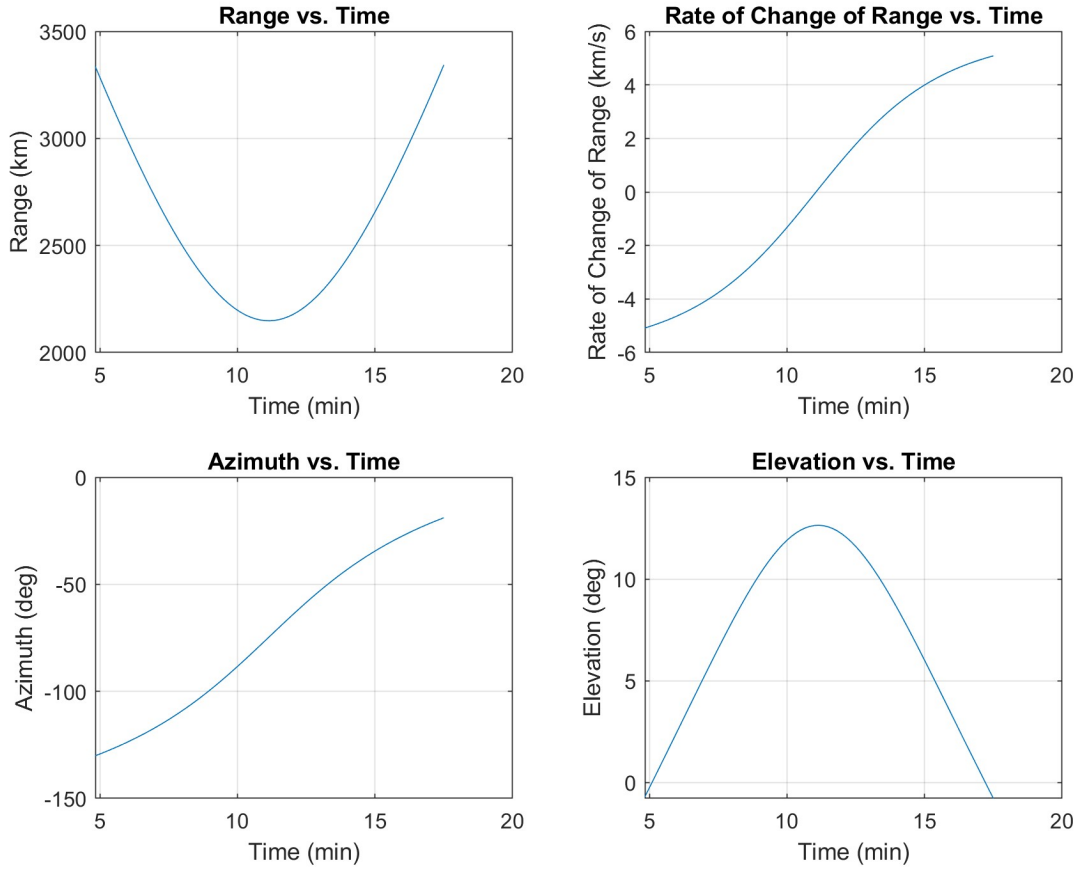 Range vs. Time
Range (km)
3500
3000
2500
2000
5 10 15 20
Time (min)
Rate of Change of Range vs. Time
Rate of Change of Range (km/s)
6
4
2
0
-2
-4
-6
5 10 15 20
Time (min)
Azimuth vs. Time
Azimuth (deg)
0
-50
-100
-150
5 10 15 20
Time (min)
Elevation vs. Time
Elevation (deg)
15
10
5
0
5 10 15 20
Time (min)